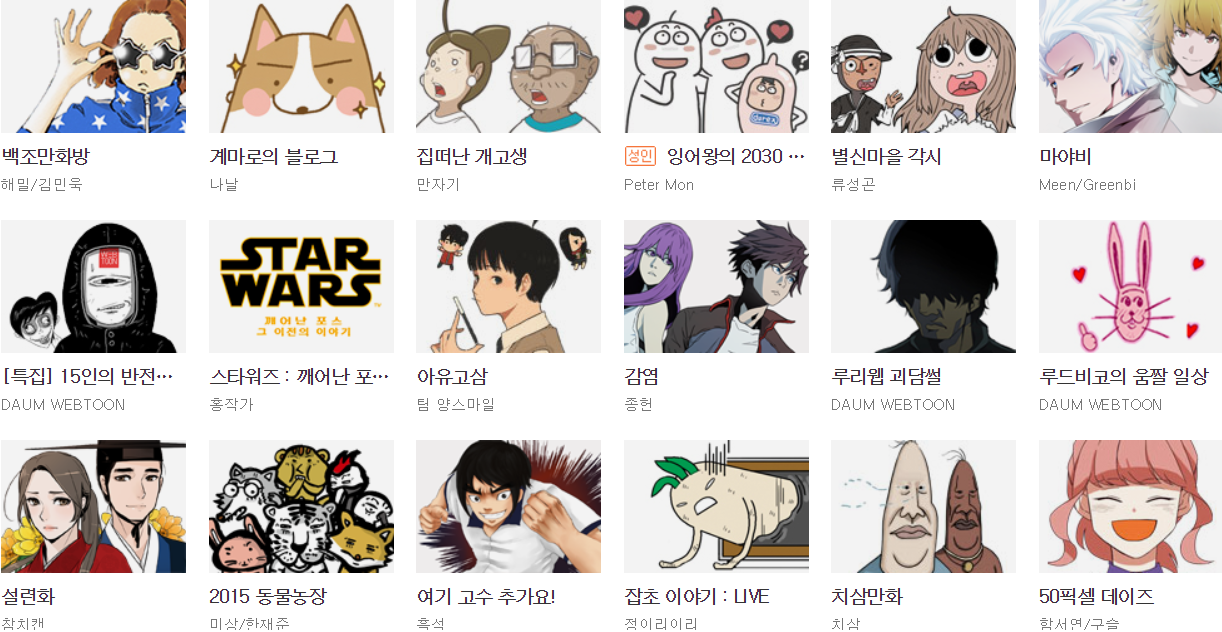 백조만화방
해밀/김민욱
계마로의 블로그
나날
집떠난 개고생
만자기
성인 잉어왕의 2030 …
Peter Mon
별신마을 각시
류성곤
마야비
Meen/Greenbi
?
durex
WEB
TOON
STAR
WARS
깨어난 포스
그 이전의 이야기
[특집] 15인의 반전…
DAUM WEBTOON
스타워즈 : 깨어난 포…
홍작가
아유고삼
팀 양스마일
감염
종헌
루리웹 괴담썰
DAUM WEBTOON
루드비코의 움짤 일상
DAUM WEBTOON
설련화
참치캔
2015 동물농장
미상/한재준
여기 고수 추가요!
흑석
잡초 이야기 : LIVE
정이리이리
치삼만화
치삼
50픽셀 데이즈
함서연/구슬